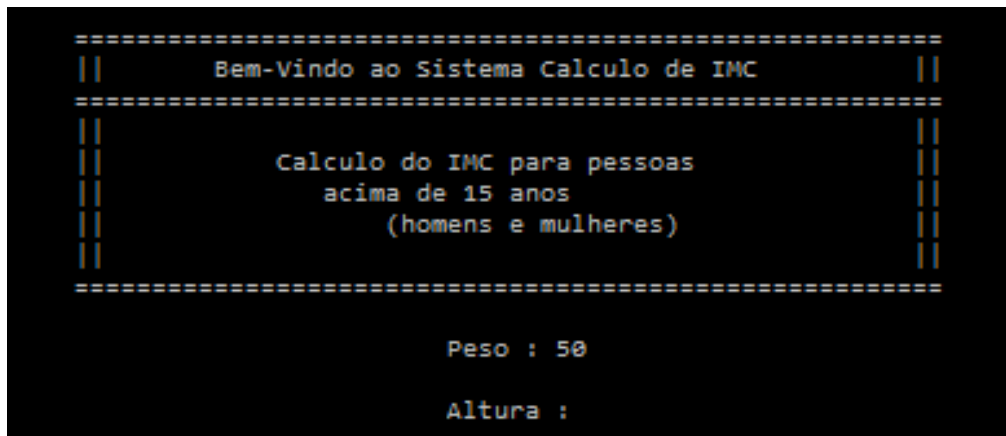 ========================================================
|| Bem-Vindo ao Sistema Calculo de IMC ||
========================================================
|| ||
|| Calculo do IMC para pessoas ||
|| acima de 15 anos ||
|| (homens e mulheres) ||
|| ||
========================================================
Peso : 50
Altura :